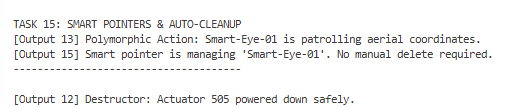 TASK 15: SMART POINTERS & AUTO-CLEANUP
[Output 13] Polymorphic Action: Smart-Eye-01 is patrolling aerial coordinates.
[Output 15] Smart pointer is managing 'Smart-Eye-01'. No manual delete required.
--------------------------------------
[Output 12] Destructor: Actuator 505 powered down safely.